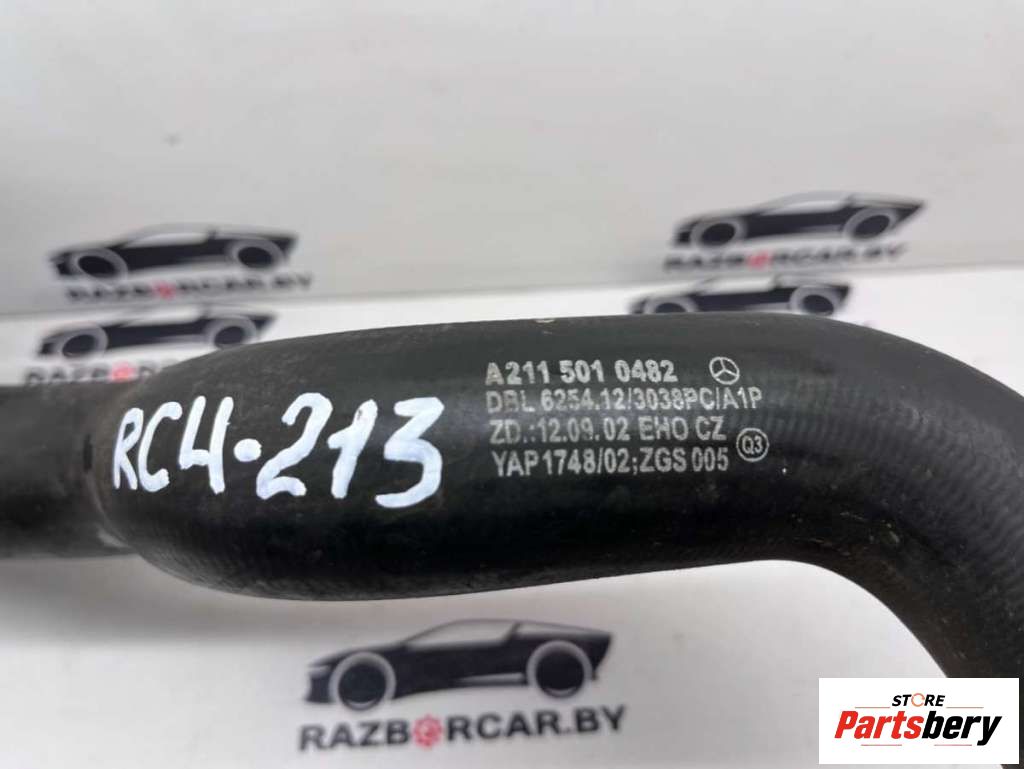 RAZBORCAR.BY
RAZBORCAR.BY
RC4-213
A211 501 0482
DBL 6254.12/3038PC/A1P
ZD.:12.09.02 EHO CZ
Q3
YAP1748/02;ZGS 005
RAZBORCAR.BY
STORE
Partsbery